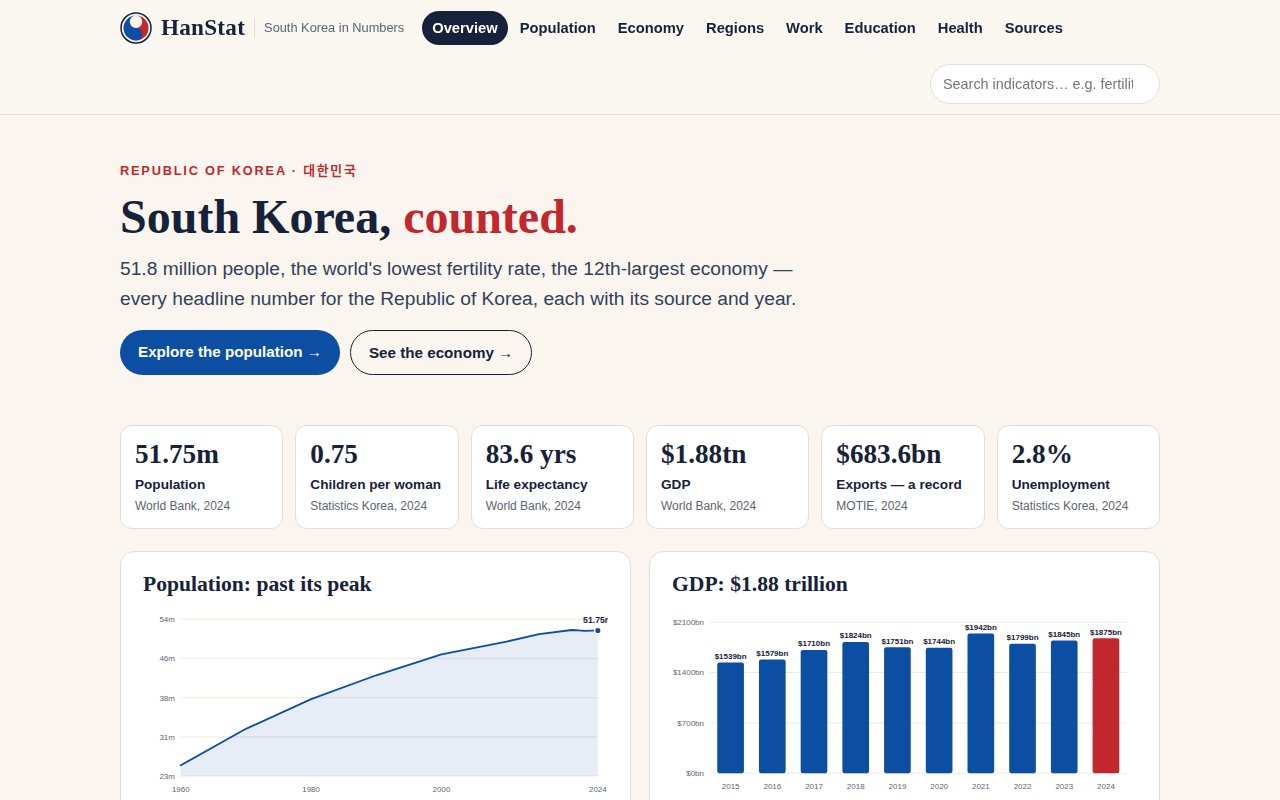 HanStat
South Korea in Numbers
Overview
Population
Economy
Regions
Work
Education
Health
Sources
Search indicators… e.g. fertilit
REPUBLIC OF KOREA · 대한민국
South Korea, counted.
51.8 million people, the world's lowest fertility rate, the 12th-largest economy —
every headline number for the Republic of Korea, each with its source and year.
Explore the population →
See the economy →
51.75m
Population
World Bank, 2024
0.75
Children per woman
Statistics Korea, 2024
83.6 yrs
Life expectancy
World Bank, 2024
$1.88tn
GDP
World Bank, 2024
$683.6bn
Exports — a record
MOTIE, 2024
2.8%
Unemployment
Statistics Korea, 2024
Population: past its peak
54m
46m
38m
31m
23m
51.75
1960
1980
2000
2024
GDP: $1.88 trillion
$2100bn
$1400bn
$700bn
$0bn
$1539bn
$1579bn
$1710bn
$1824bn
$1751bn
$1744bn
$1942bn
$1799bn
$1845bn
$1875bn
2015
2016
2017
2018
2019
2020
2021
2022
2023
2024